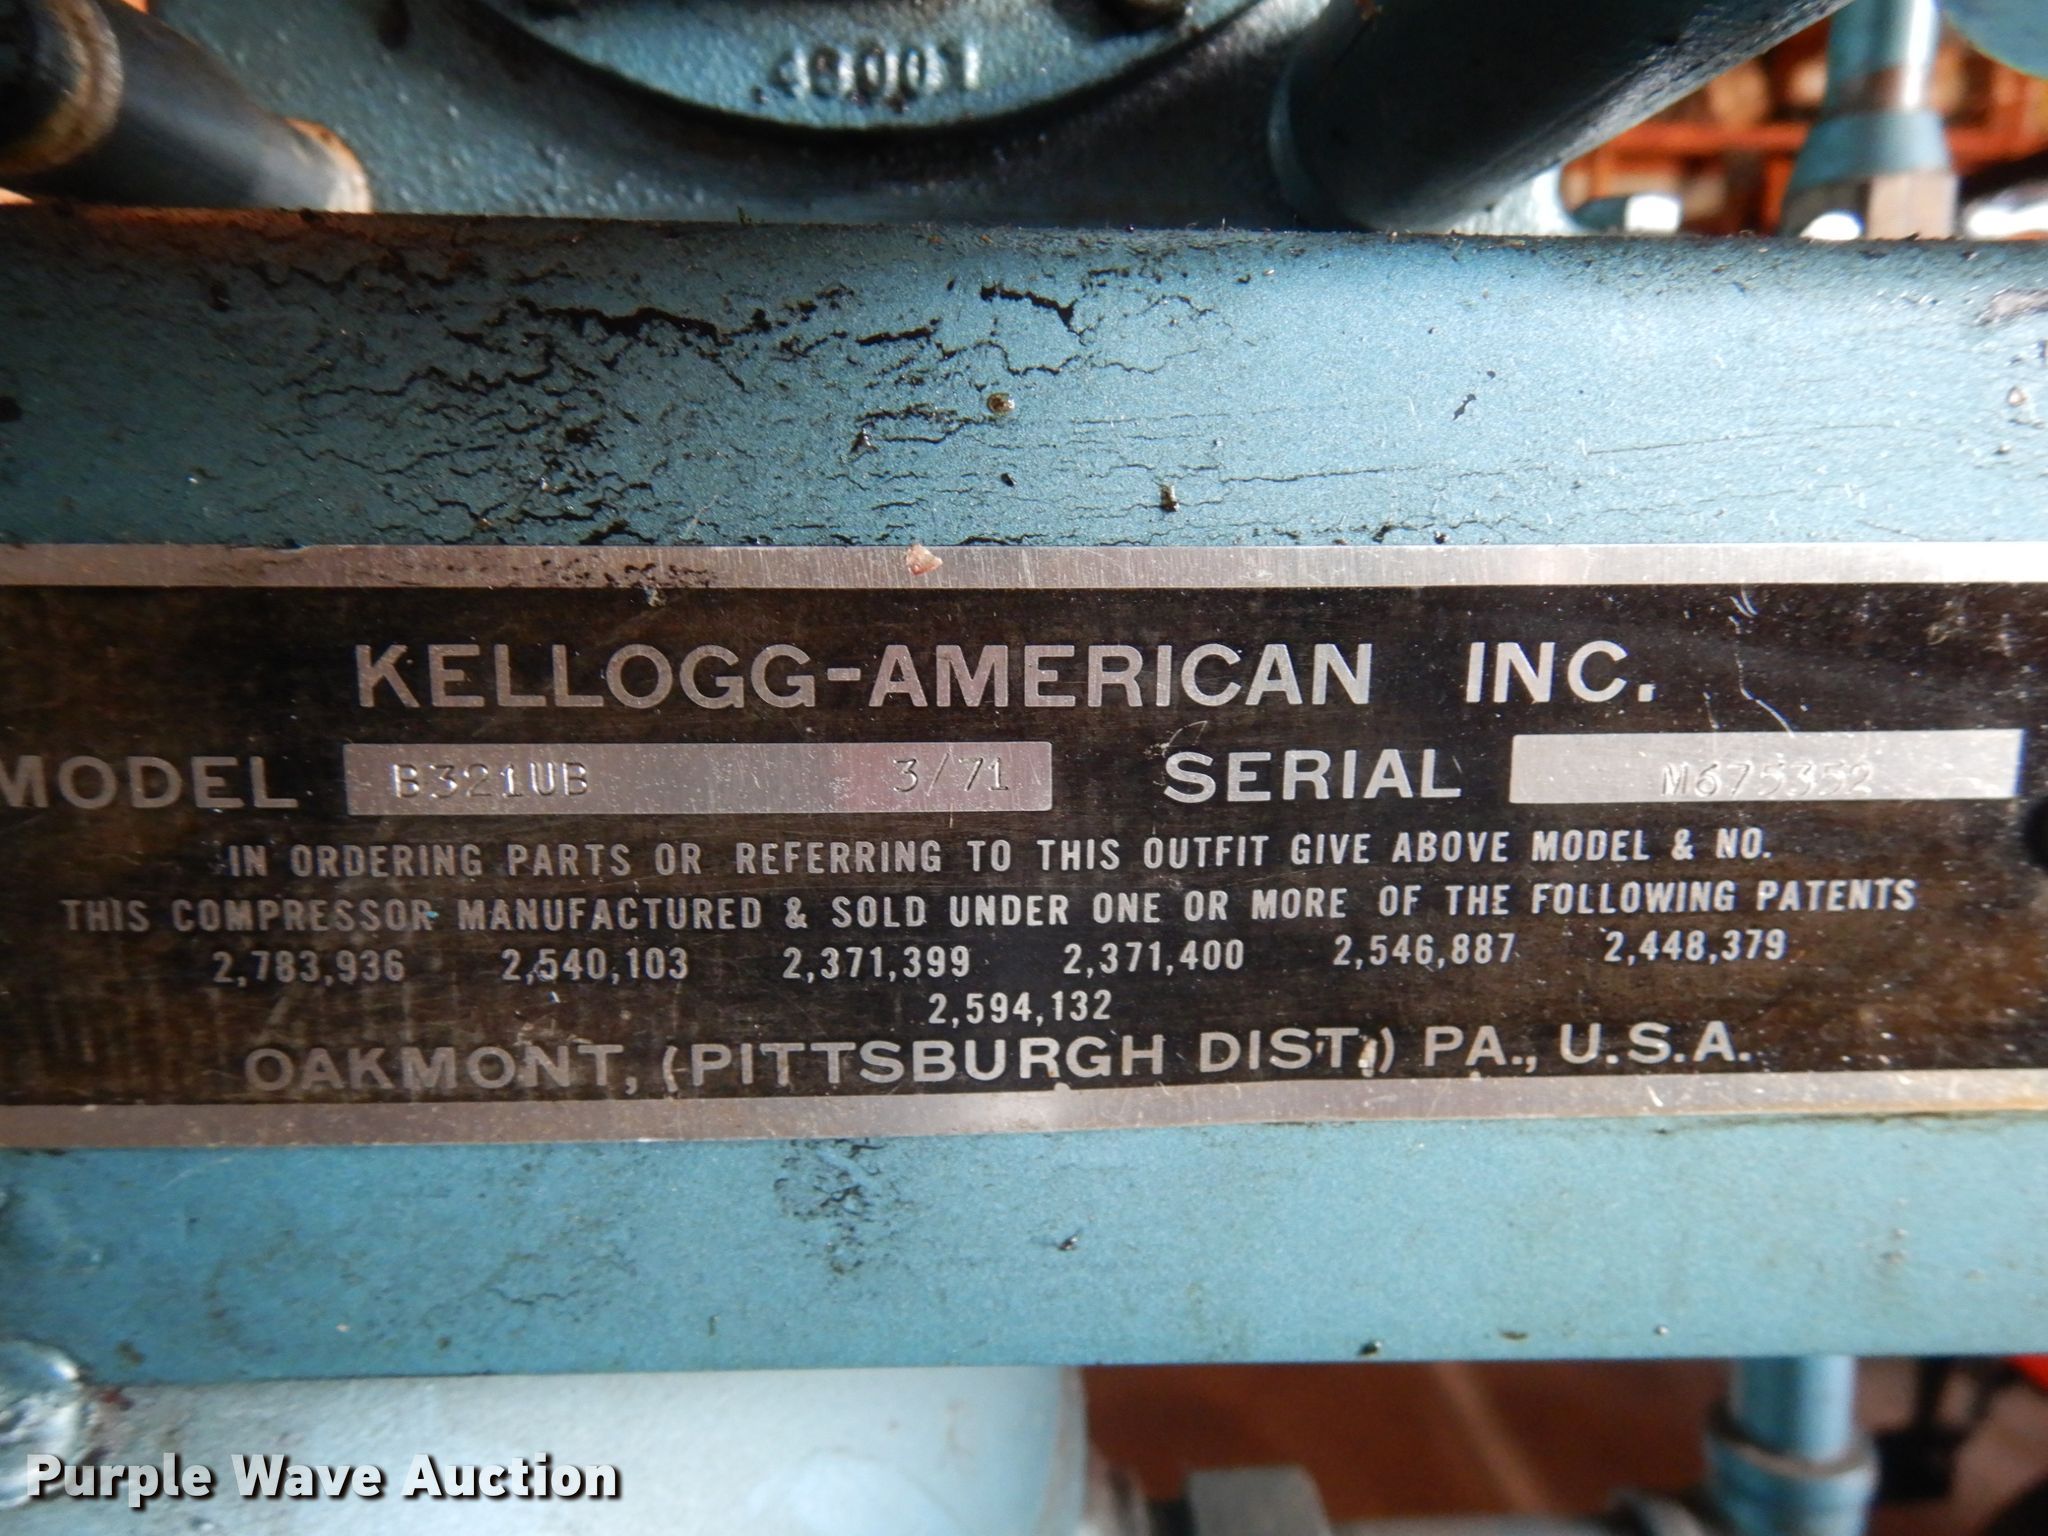 48001
KELLOGG-AMERICAN INC.
MODEL B321UB 3/71 SERIAL M675352
IN ORDERING PARTS OR REFERRING TO THIS OUTFIT GIVE ABOVE MODEL & NO.
THIS COMPRESSOR MANUFACTURED & SOLD UNDER ONE OR MORE OF THE FOLLOWING PATENTS
2,783,936 2,540,103 2,371,399 2,371,400 2,546,887 2,448,379
2,594,132
OAKMONT, (PITTSBURGH DIST.) PA., U.S.A.
Purple Wave Auction